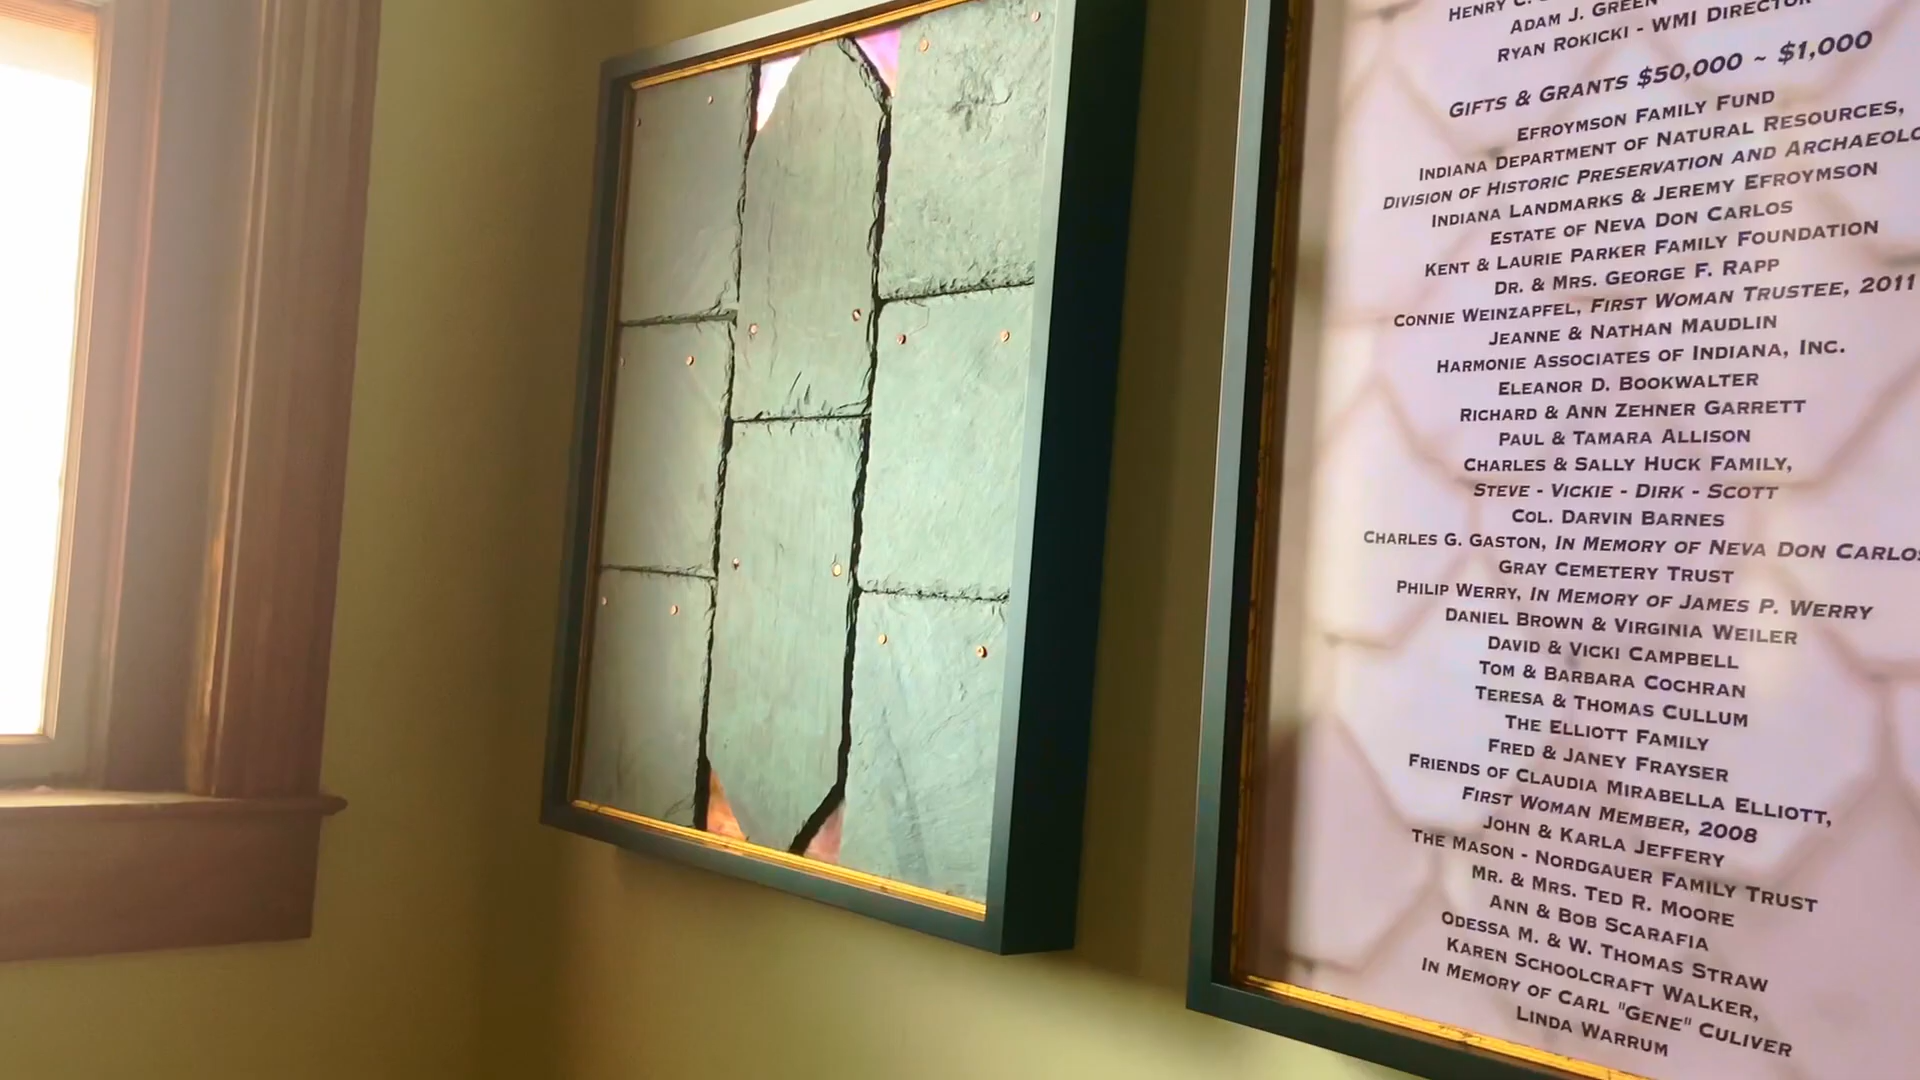 HENRY C.
ADAM J. GREEN
RYAN ROKICKI - WMI DIRECTOR
GIFTS & GRANTS $50,000 ~ $1,000
EFROYMSON FAMILY FUND
INDIANA DEPARTMENT OF NATURAL RESOURCES,
DIVISION OF HISTORIC PRESERVATION AND ARCHAEOLO
INDIANA LANDMARKS & JEREMY EFROYMSON
ESTATE OF NEVA DON CARLOS
KENT & LAURIE PARKER FAMILY FOUNDATION
DR. & MRS. GEORGE F. RAPP
CONNIE WEINZAPFEL, FIRST WOMAN TRUSTEE, 2011
JEANNE & NATHAN MAUDLIN
HARMONIE ASSOCIATES OF INDIANA, INC.
ELEANOR D. BOOKWALTER
RICHARD & ANN ZEHNER GARRETT
PAUL & TAMARA ALLISON
CHARLES & SALLY HUCK FAMILY,
STEVE - VICKIE - DIRK - SCOTT
COL. DARVIN BARNES
CHARLES G. GASTON, IN MEMORY OF NEVA DON CARLOS
GRAY CEMETERY TRUST
PHILIP WERRY, IN MEMORY OF JAMES P. WERRY
DANIEL BROWN & VIRGINIA WEILER
DAVID & VICKI CAMPBELL
TOM & BARBARA COCHRAN
TERESA & THOMAS CULLUM
THE ELLIOTT FAMILY
FRED & JANEY FRAYSER
FRIENDS OF CLAUDIA MIRABELLA ELLIOTT,
FIRST WOMAN MEMBER, 2008
JOHN & KARLA JEFFERY
THE MASON - NORDGAUER FAMILY TRUST
MR. & MRS. TED R. MOORE
ANN & BOB SCARAFIA
ODESSA M. & W. THOMAS STRAW
KAREN SCHOOLCRAFT WALKER,
IN MEMORY OF CARL "GENE" CULIVER
LINDA WARRUM